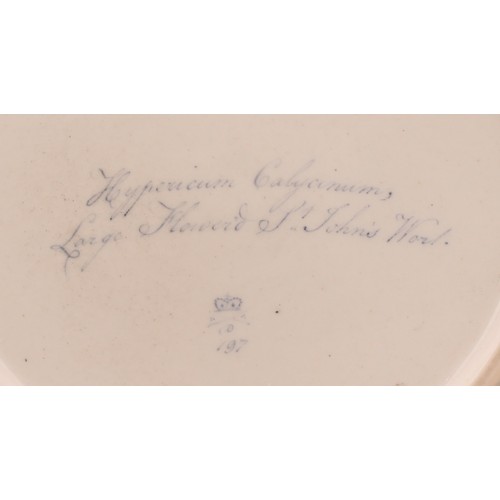 Hypericum Calycinum,
Large Flower'd St. John's Wort.
D
197